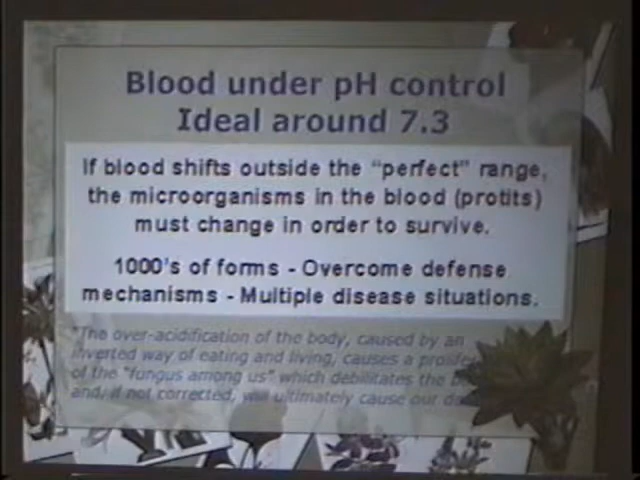 Blood under pH control
Ideal around 7.3
If blood shifts outside the "perfect" range,
the microorganisms in the blood (protits)
must change in order to survive.
1000's of forms - Overcome defense
mechanisms - Multiple disease situations.
"The over-acidification of the body, caused by an
inverted way of eating and living, causes a
of the "fungus among us" which debilitates the
and, if not corrected, will ultimately cause our